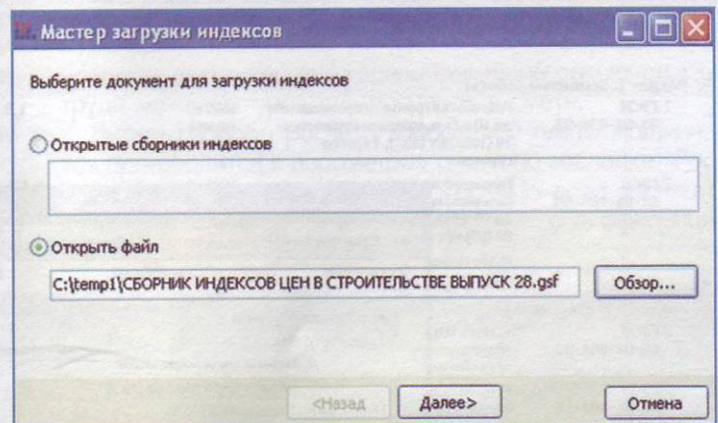 Мастер загрузки индексов
Выберите документ для загрузки индексов
Открытые сборники индексов
Открыть файл
C:\temp1\СБОРНИК ИНДЕКСОВ ЦЕН В СТРОИТЕЛЬСТВЕ ВЫПУСК 28.gsf
Обзор...
<Назад
Далее>
Отмена